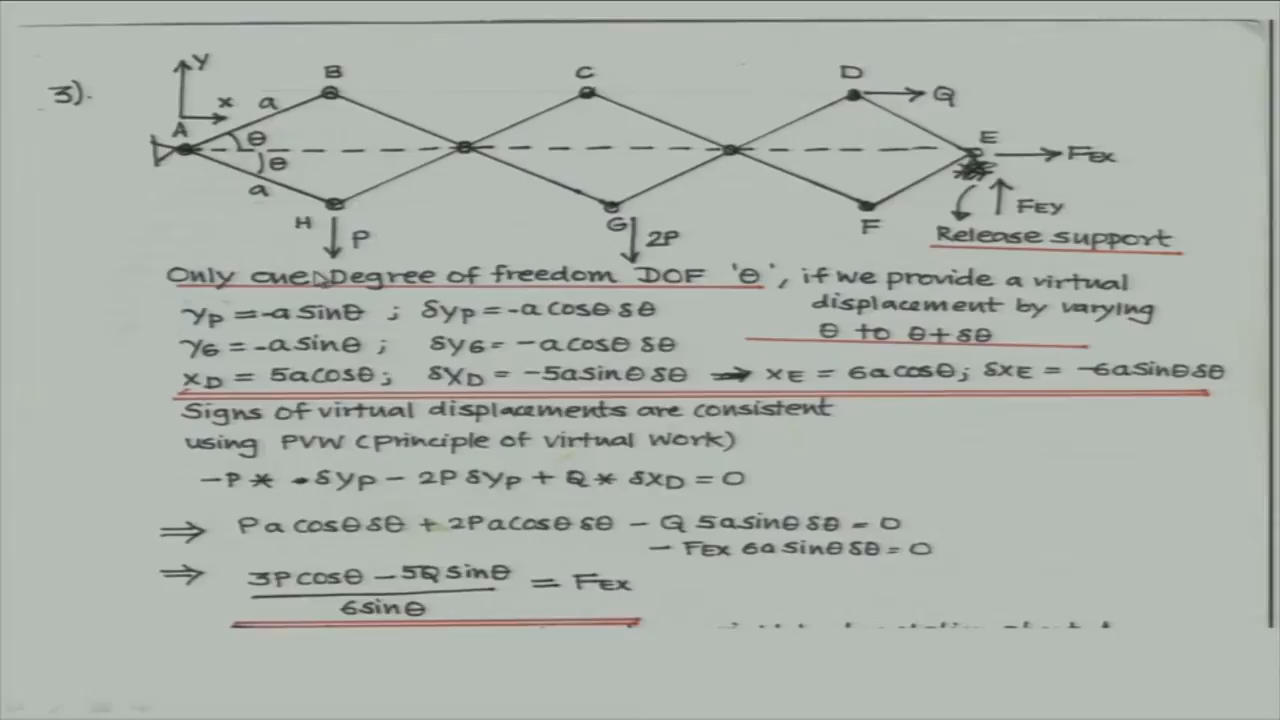 3).
Y
x
A
a
θ
θ
a
B
C
D
Q
E
FEX
FEY
H
P
G
2P
F
Release support
Only one Degree of freedom DOF 'θ', if we provide a virtual
displacement by varying
θ to θ+δθ
yP = -a sinθ ; δyP = -a cosθ δθ
yG = -a sinθ ; δyG = -a cosθ δθ
xD = 5a cosθ; δxD = -5a sinθ δθ → xE = 6a cosθ; δxE = -6a sinθ δθ
Signs of virtual displacements are consistent
using PVW (principle of virtual work)
-P * δyP - 2P δyP + Q * δxD = 0
⇒ P a cosθ δθ + 2P a cosθ δθ - Q 5a sinθ δθ = 0
- FEX 6a sinθ δθ = 0
⇒ 3P cosθ - 5Q sinθ = FEX
6 sinθ